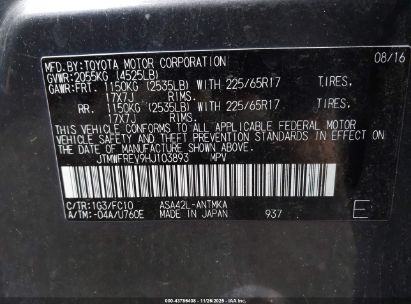 MFD.BY:TOYOTA MOTOR CORPORATION 08/16
GVWR:2055KG (4525LB)
GAWR:FRT. 1150KG (2535LB) WITH 225/65R17 TIRES.
17X7J RIMS.
RR. 1150KG (2535LB) WITH 225/65R17 TIRES.
17X7J RIMS.
THIS VEHICLE CONFORMS TO ALL APPLICABLE FEDERAL MOTOR
VEHICLE SAFETY AND THEFT PREVENTION STANDARDS IN EFFECT
ON THE DATE OF MANUFACTURE SHOWN ABOVE.
JTMWFREV9HJ103893 MPV
C/TR:1G3/FC10 ASA42L-ANTMKA
A/TM:-04A/U760E MADE IN JAPAN 937 E